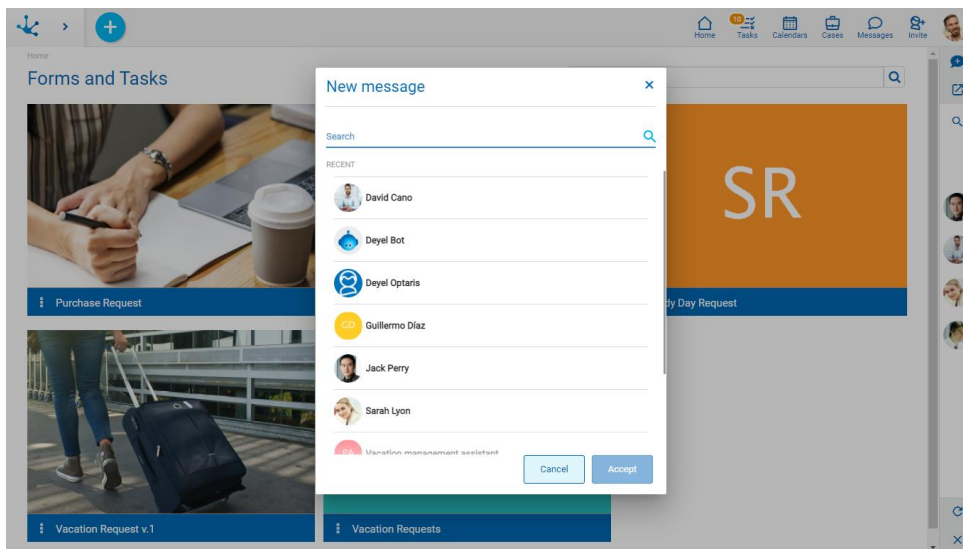 10
Home
Tasks
Calendars
Cases
Messages
Invite
Home
Forms and Tasks
New message
×
Search
RECENT
David Cano
Deyel Bot
Deyel Optaris
GD
Guillermo Díaz
Jack Perry
Sarah Lyon
Vacation management assistant
Cancel
Accept
SR
Purchase Request
Day Request
Vacation Request v.1
Vacation Requests